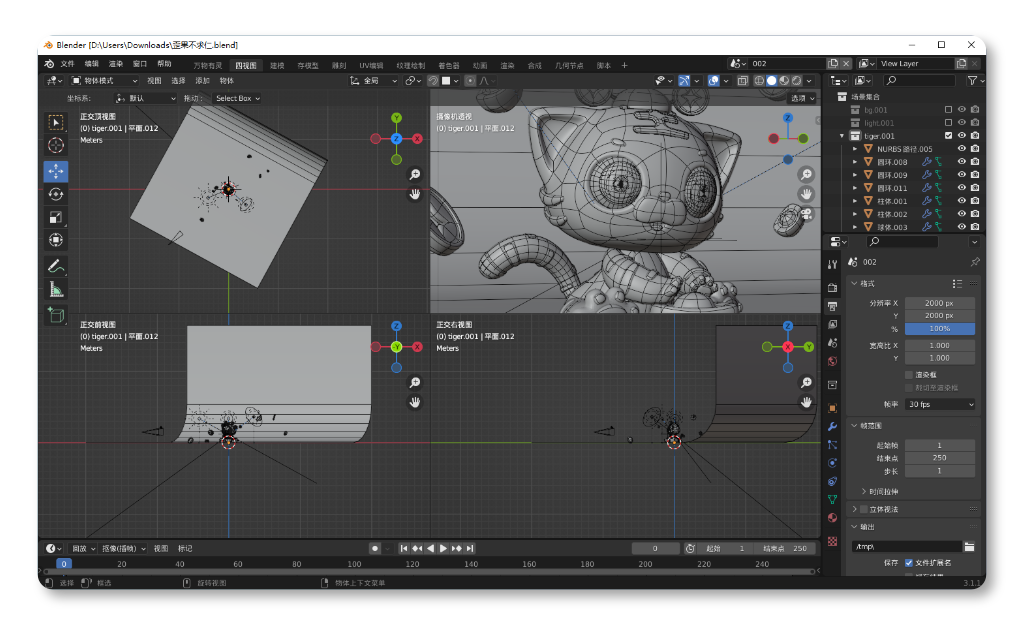 Blender [D:\Users\Downloads\歪果不求仁.blend]
文件 编辑 渲染 窗口 帮助 万物有灵 四视图 建模 存模型 雕刻 UV编辑 纹理绘制 着色器 动画 渲染 合成 几何节点 脚本 + 002 View Layer
物体模式 视图 选择 添加 物体 全局
坐标系: 默认 拖动: Select Box 选项
正交顶视图
(0) tiger.001 | 平面.012
Meters
摄像机透视
(0) tiger.001 | 平面.012
正交前视图
(0) tiger.001 | 平面.012
Meters
正交右视图
(0) tiger.001 | 平面.012
Meters
Y
X
Z
Z
Z
Y
X
Z
X
Y
场景集合
bg.001
light.001
tiger.001
NURBS 路径.005
圆环.008
圆环.009
圆环.011
柱体.001
柱体.002
球体.003
002
格式
分辨率 X 2000 px
Y 2000 px
% 100%
宽高比 X 1.000
Y 1.000
渲染框
裁切至渲染框
帧率 30 fps
帧范围
起始帧 1
结束点 250
步长 1
时间拉伸
立体视法
输出
/tmp\
保存 文件扩展名
回放 抠像(插帧) 视图 标记 0 起始 1 结束点 250
0 20 40 60 80 100 120 140 160 180 200 220 240
选择 框选 旋转视图 物体上下文菜单 3.1.1